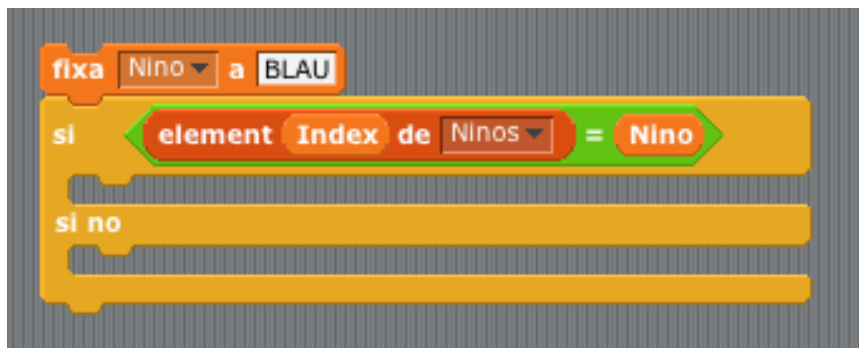 fixa Nino a BLAU
si element Index de Ninos = Nino
si no